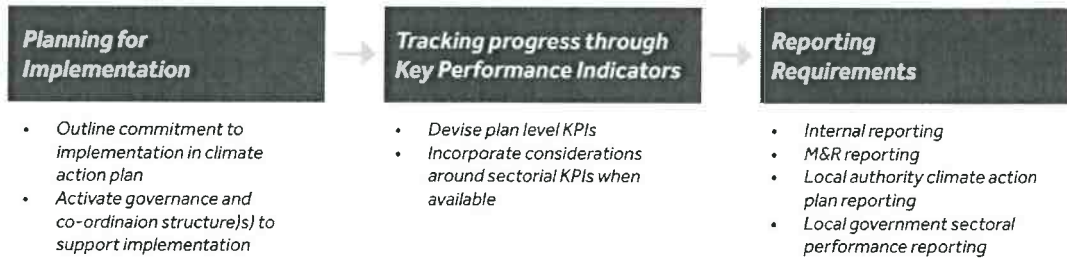 Planning for
Implementation
• Outline commitment to
implementation in climate
action plan
• Activate governance and
co-ordinaion structure)s) to
support implementation
Tracking progress through
Key Performance Indicators
• Devise plan level KPIs
• Incorporate considerations
around sectorial KPIs when
available
Reporting
Requirements
• Internal reporting
• M&R reporting
• Local authority climate action
plan reporting
• Local government sectoral
performance reporting